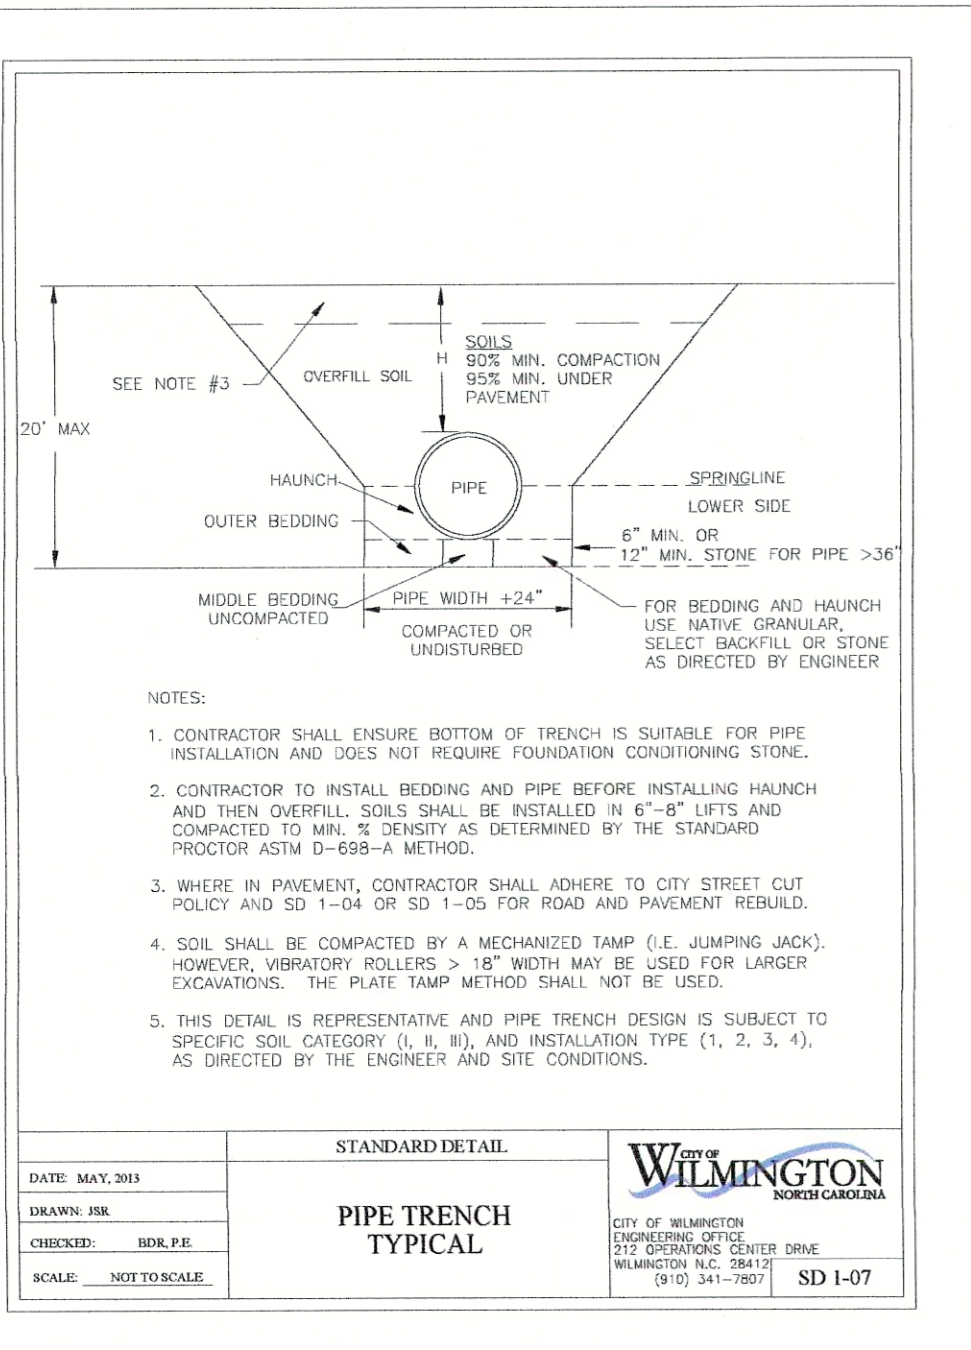 SOILS
H 90% MIN. COMPACTION
95% MIN. UNDER
PAVEMENT
SEE NOTE #3
OVERFILL SOIL
20' MAX
HAUNCH
PIPE
SPRINGLINE
LOWER SIDE
OUTER BEDDING
6" MIN. OR
12" MIN. STONE FOR PIPE >36"
MIDDLE BEDDING
UNCOMPACTED
PIPE WIDTH +24"
COMPACTED OR
UNDISTURBED
FOR BEDDING AND HAUNCH
USE NATIVE GRANULAR,
SELECT BACKFILL OR STONE
AS DIRECTED BY ENGINEER
NOTES:
1. CONTRACTOR SHALL ENSURE BOTTOM OF TRENCH IS SUITABLE FOR PIPE
INSTALLATION AND DOES NOT REQUIRE FOUNDATION CONDITIONING STONE.
2. CONTRACTOR TO INSTALL BEDDING AND PIPE BEFORE INSTALLING HAUNCH
AND THEN OVERFILL. SOILS SHALL BE INSTALLED IN 6"-8" LIFTS AND
COMPACTED TO MIN. % DENSITY AS DETERMINED BY THE STANDARD
PROCTOR ASTM D-698-A METHOD.
3. WHERE IN PAVEMENT, CONTRACTOR SHALL ADHERE TO CITY STREET CUT
POLICY AND SD 1-04 OR SD 1-05 FOR ROAD AND PAVEMENT REBUILD.
4. SOIL SHALL BE COMPACTED BY A MECHANIZED TAMP (I.E. JUMPING JACK).
HOWEVER, VIBRATORY ROLLERS > 18" WIDTH MAY BE USED FOR LARGER
EXCAVATIONS. THE PLATE TAMP METHOD SHALL NOT BE USED.
5. THIS DETAIL IS REPRESENTATIVE AND PIPE TRENCH DESIGN IS SUBJECT TO
SPECIFIC SOIL CATEGORY (I, II, III), AND INSTALLATION TYPE (1, 2, 3, 4),
AS DIRECTED BY THE ENGINEER AND SITE CONDITIONS.
DATE: MAY, 2013
DRAWN: JSR
CHECKED: BDR, P.E.
SCALE: NOT TO SCALE
STANDARD DETAIL
PIPE TRENCH
TYPICAL
CITY OF
WILMINGTON
NORTH CAROLINA
CITY OF WILMINGTON
ENGINEERING OFFICE
212 OPERATIONS CENTER DRIVE
WILMINGTON N.C. 28412
(910) 341-7807
SD 1-07